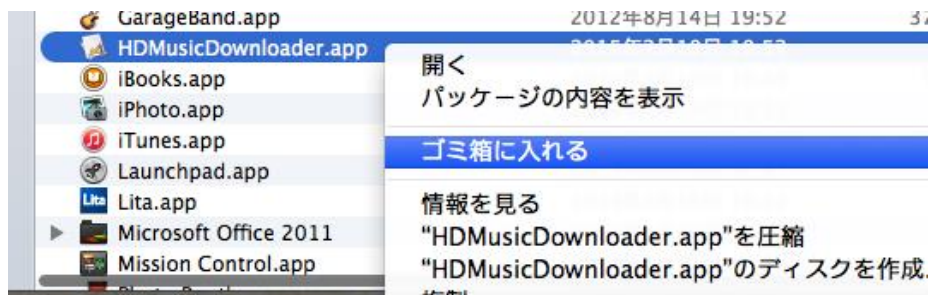 GarageBand.app 2012年8月14日 19:52
HDMusicDownloader.app
iBooks.app
iPhoto.app
iTunes.app
Launchpad.app
Lita Lita.app
Microsoft Office 2011
Mission Control.app
開く
パッケージの内容を表示
ゴミ箱に入れる
情報を見る
“HDMusicDownloader.app”を圧縮
“HDMusicDownloader.app”のディスクを作成